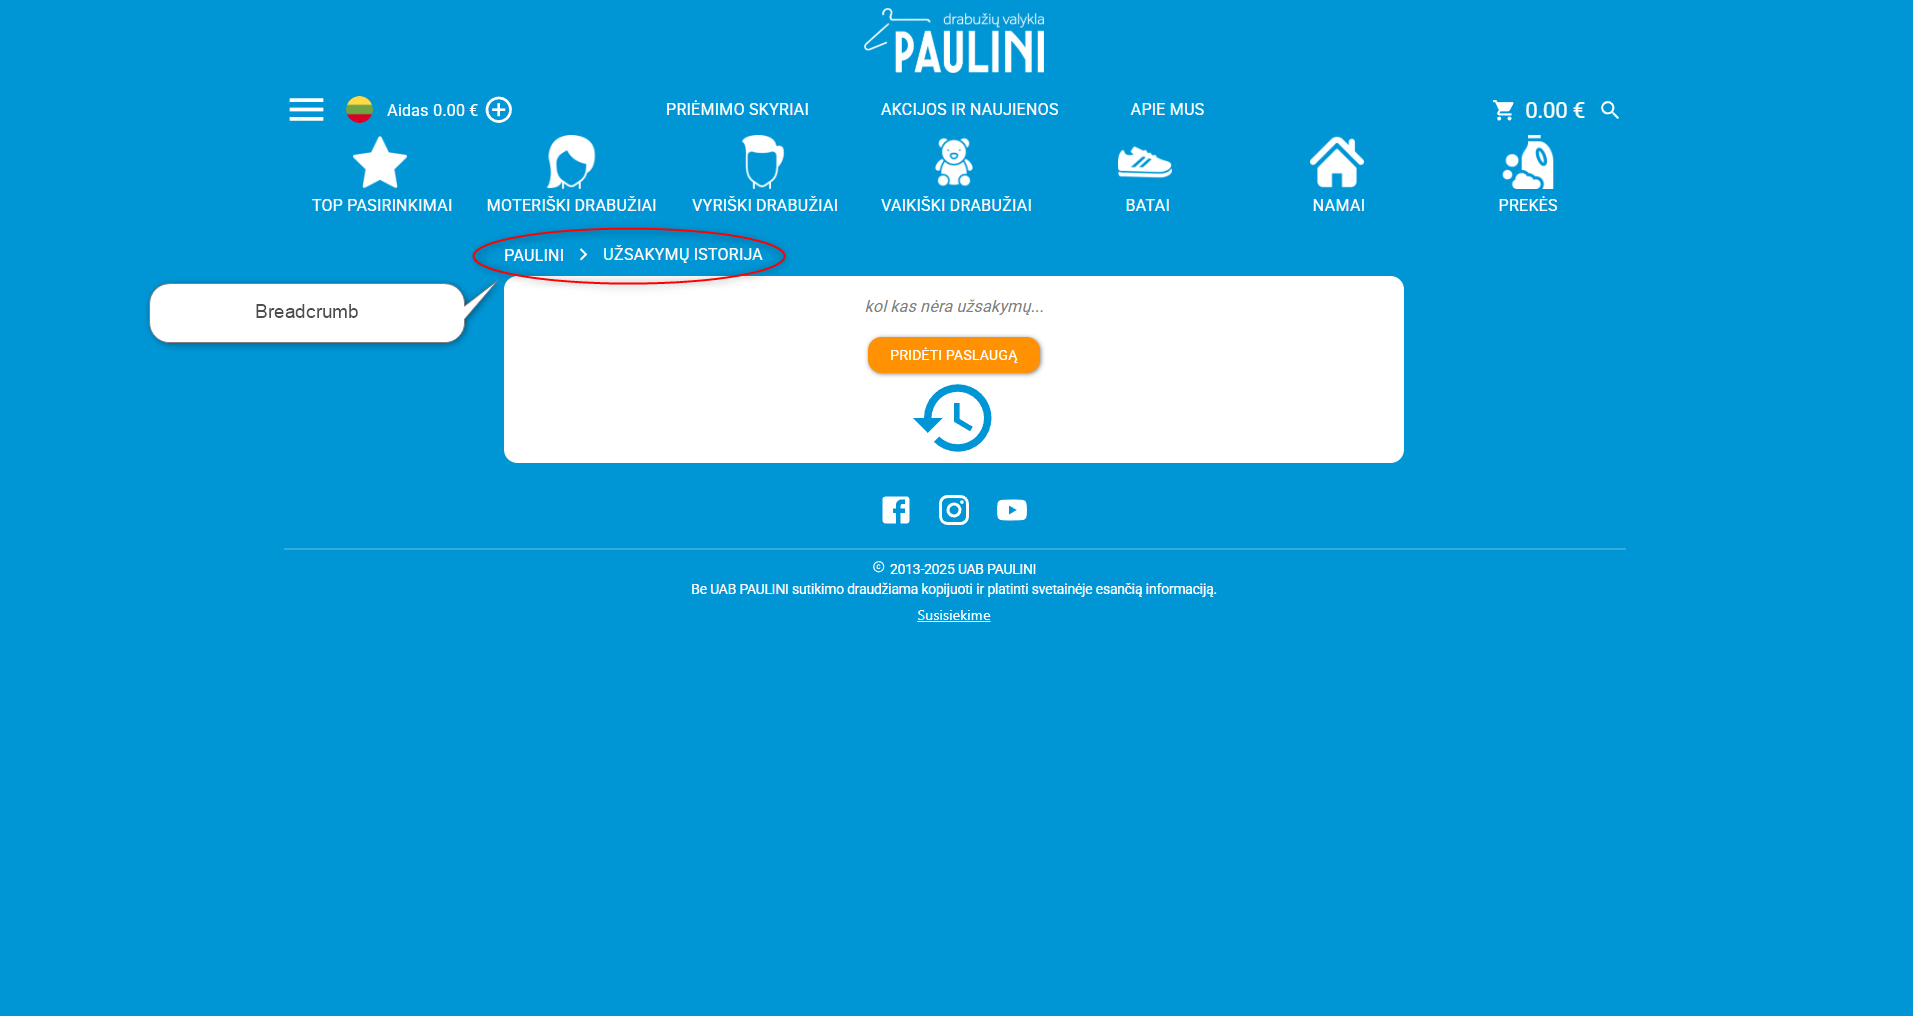 drabužių valykla
PAULINI
Aidas 0.00 €
PRIĖMIMO SKYRIAI
AKCIJOS IR NAUJIENOS
APIE MUS
0.00 €
TOP PASIRINKIMAI
MOTERIŠKI DRABUŽIAI
VYRIŠKI DRABUŽIAI
VAIKIŠKI DRABUŽIAI
BATAI
NAMAI
PREKĖS
PAULINI > UŽSAKYMŲ ISTORIJA
Breadcrumb
kol kas nėra užsakymų...
PRIDĖTI PASLAUGĄ
© 2013-2025 UAB PAULINI
Be UAB PAULINI sutikimo draudžiama kopijuoti ir platinti svetainėje esančią informaciją.
Susisiekime